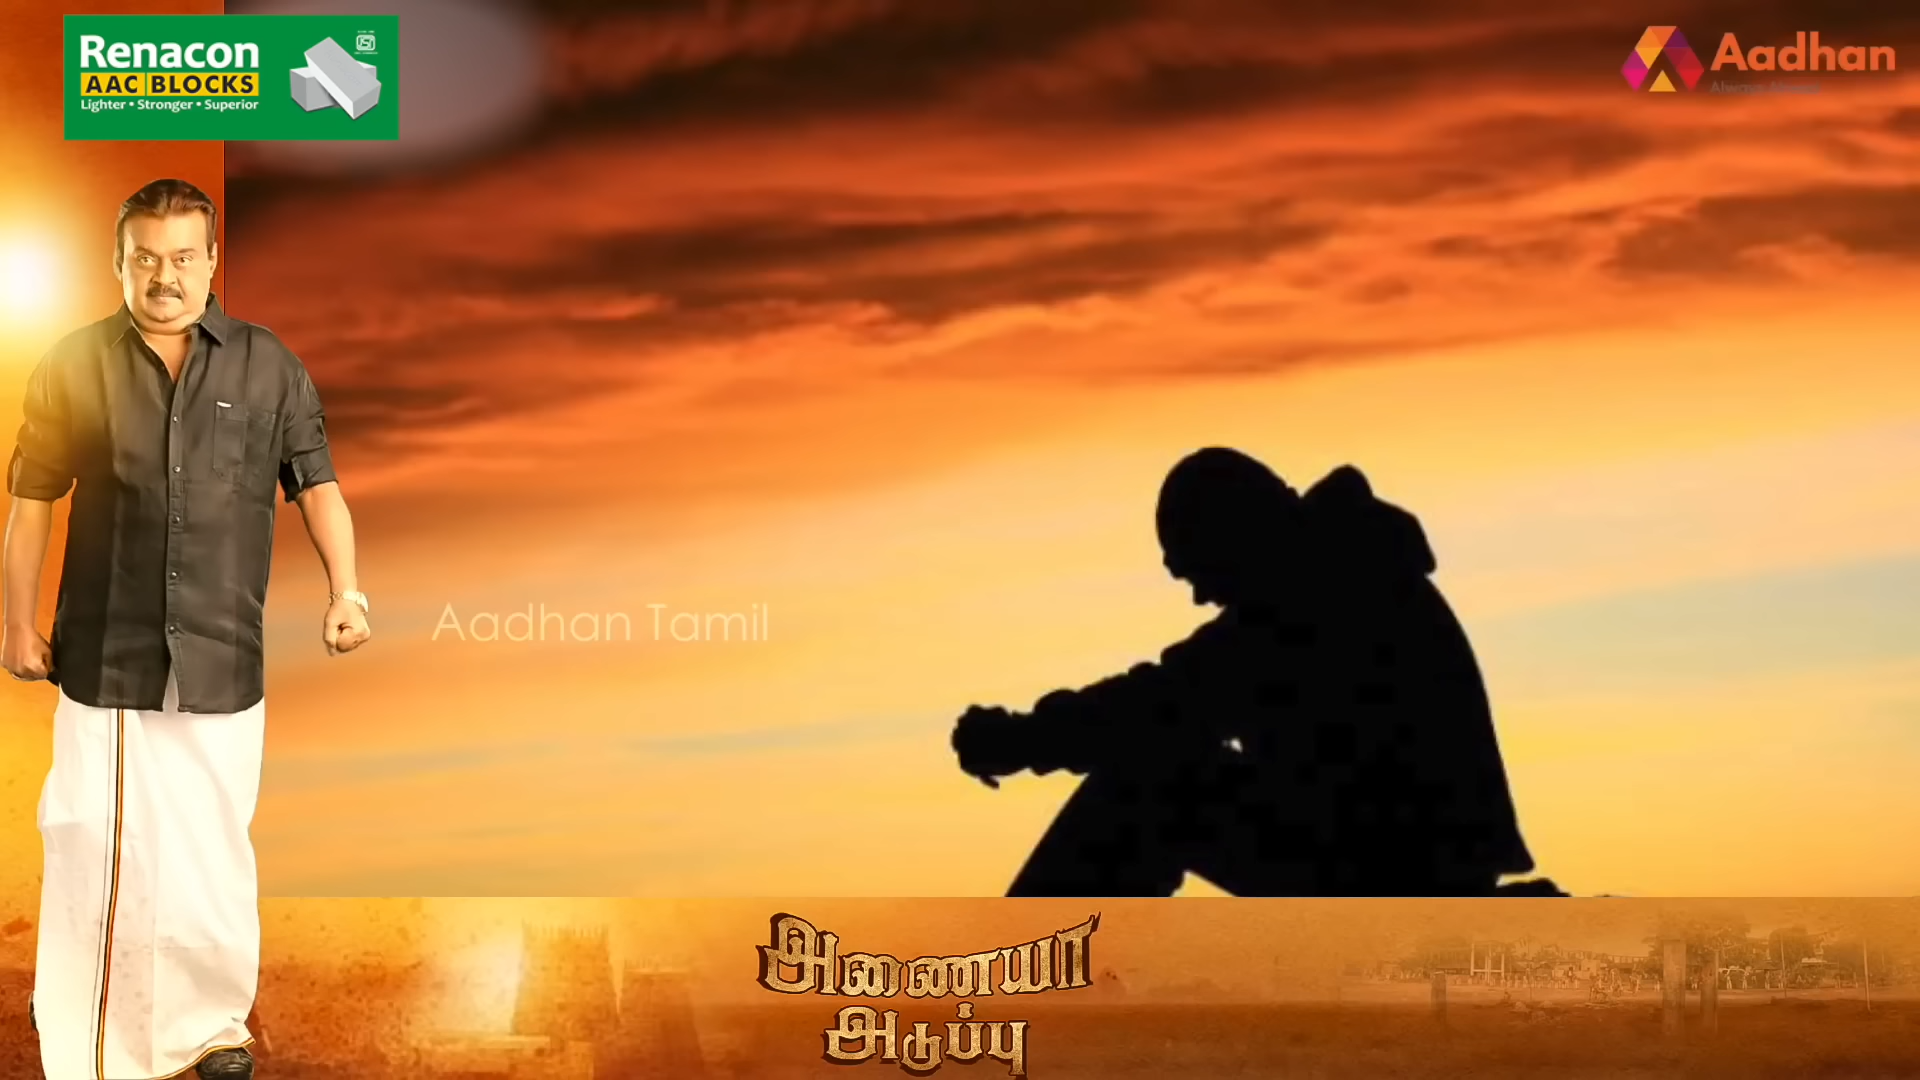 Renacon
AAC BLOCKS
Lighter • Stronger • Superior
Aadhan
Aadhan Tamil
அணையா
அடுப்பு